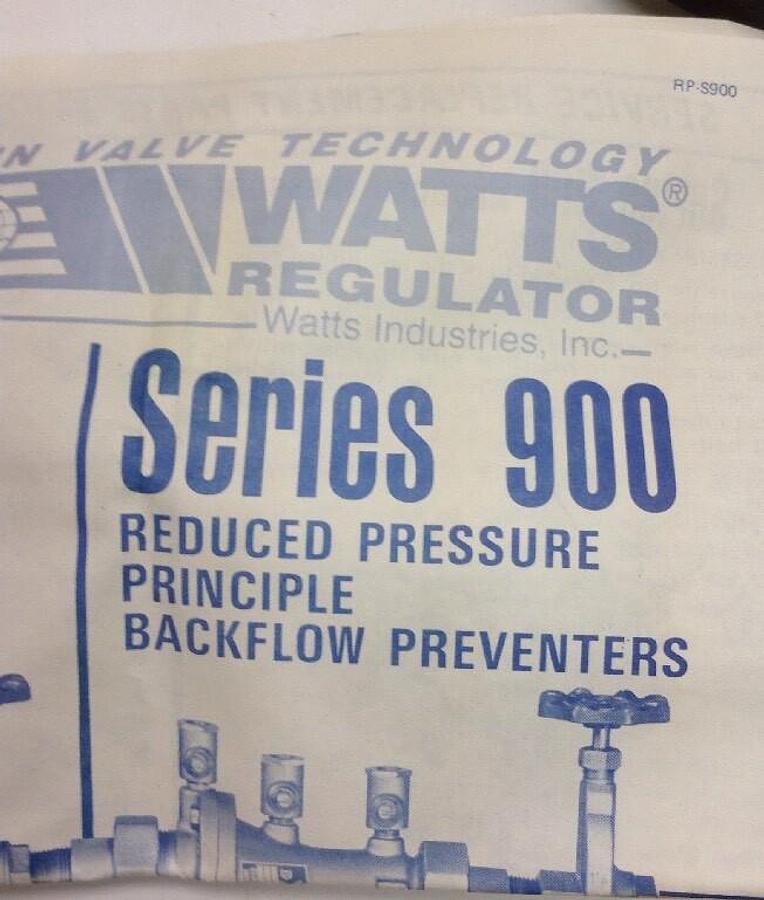 RP-S900
N VALVE TECHNOLOGY
WATTS®
REGULATOR
Watts Industries, Inc.
Series 900
REDUCED PRESSURE
PRINCIPLE
BACKFLOW PREVENTERS